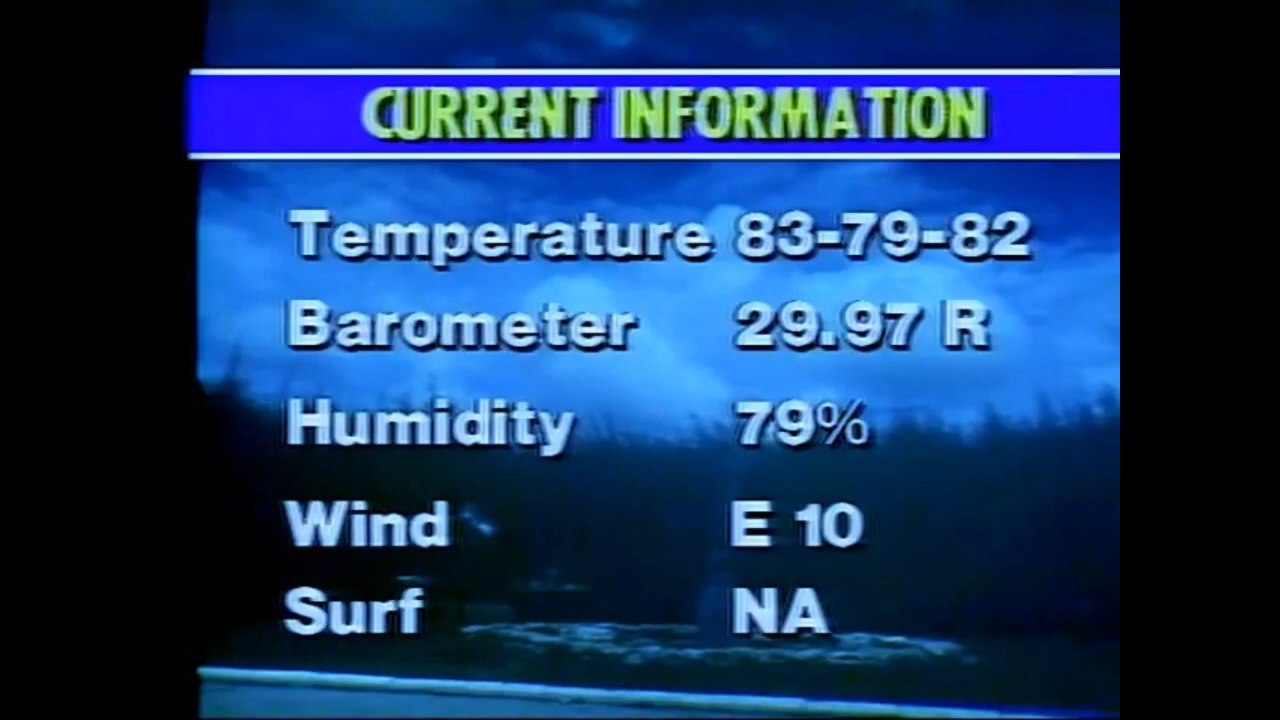 CURRENT INFORMATION
Temperature 83-79-82
Barometer 29.97 R
Humidity 79%
Wind E 10
Surf NA